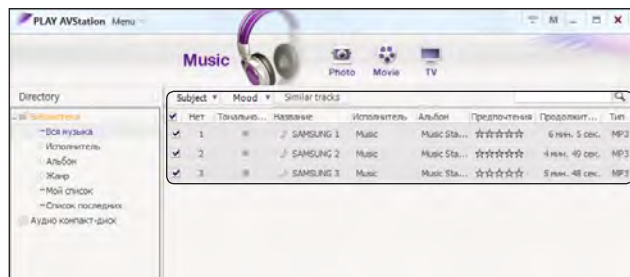 PLAY AVStation Menu
M
Music
Photo Movie TV
Directory
Subject Mood Similar tracks
Библиотека
Вся музыка
Исполнитель
Альбом
Жанр
Мой список
Список последних
Аудио компакт-диск
Нет Тонально... Название Исполнитель Альбом Предпочтения Продолжит... Тип
1 SAMSUNG 1 Music Music Sta... ☆☆☆☆☆ 6 мин. 5 сек. MP3
2 SAMSUNG 2 Music Music Sta... ☆☆☆☆☆ 4 мин. 49 сек. MP3
3 SAMSUNG 3 Music Music Sta... ☆☆☆☆☆ 5 мин. 48 сек. MP3